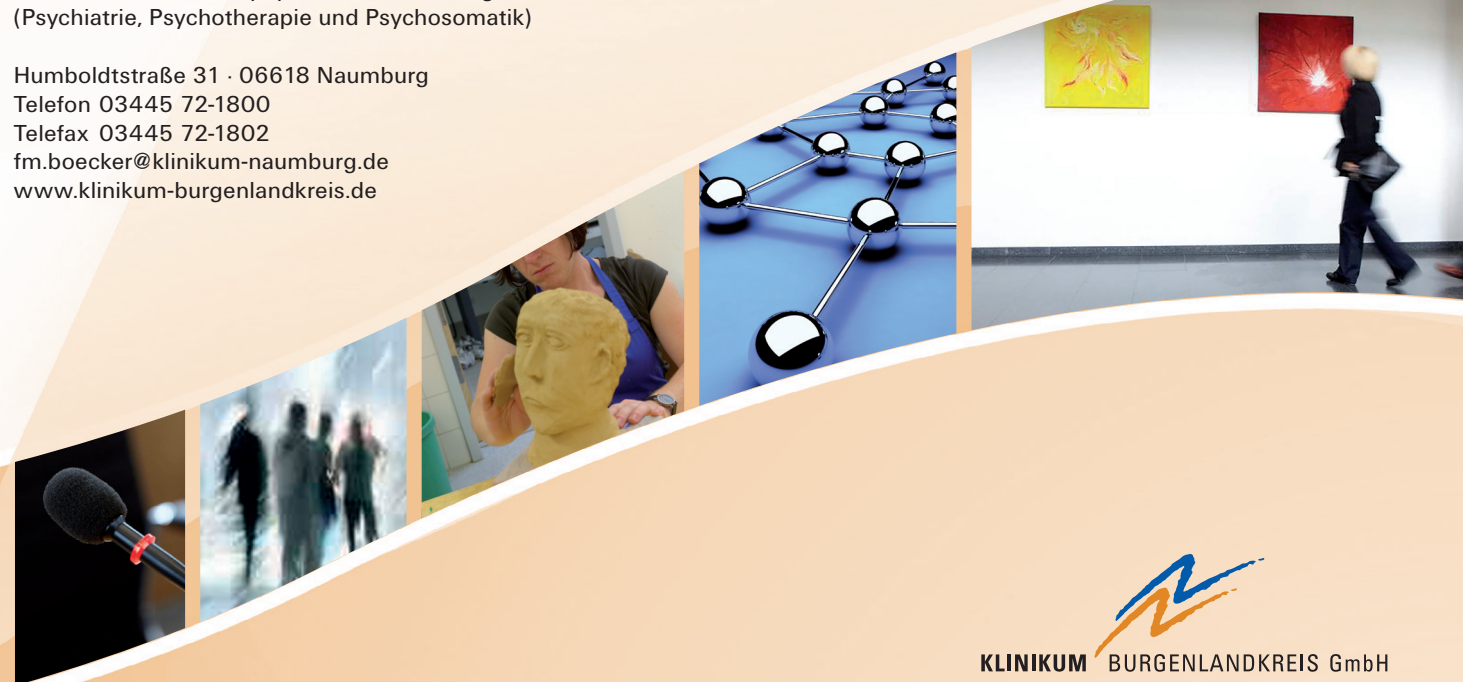 (Psychiatrie, Psychotherapie und Psychosomatik)
Humboldtstraße 31 · 06618 Naumburg
Telefon 03445 72-1800
Telefax 03445 72-1802
fm.boecker@klinikum-naumburg.de
www.klinikum-burgenlandkreis.de
KLINIKUM BURGENLANDKREIS GmbH